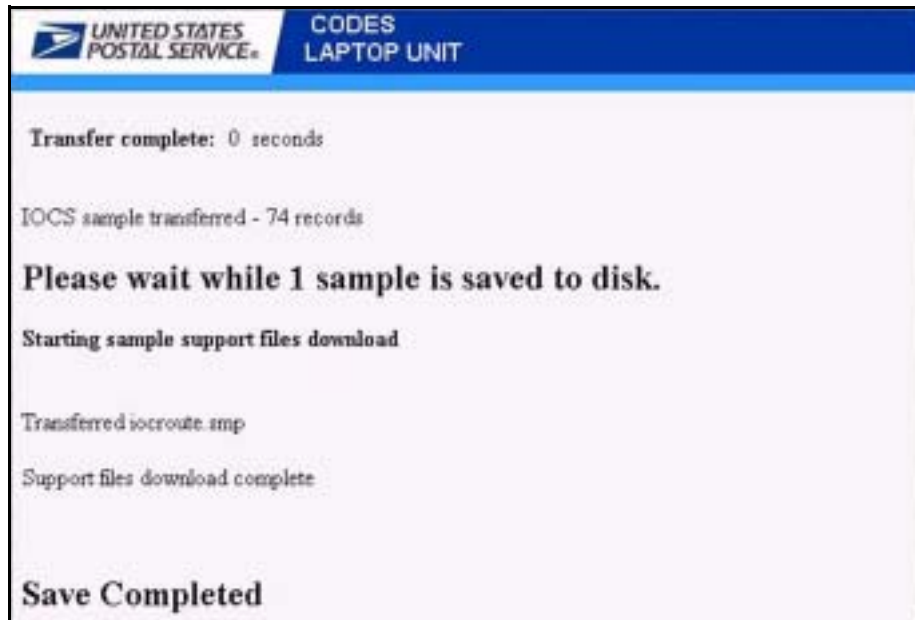 UNITED STATES
POSTAL SERVICE®
CODES
LAPTOP UNIT
Transfer complete: 0 seconds
IOCS sample transferred - 74 records
Please wait while 1 sample is saved to disk.
Starting sample support files download
Transferred iocroute.smp
Support files download complete
Save Completed